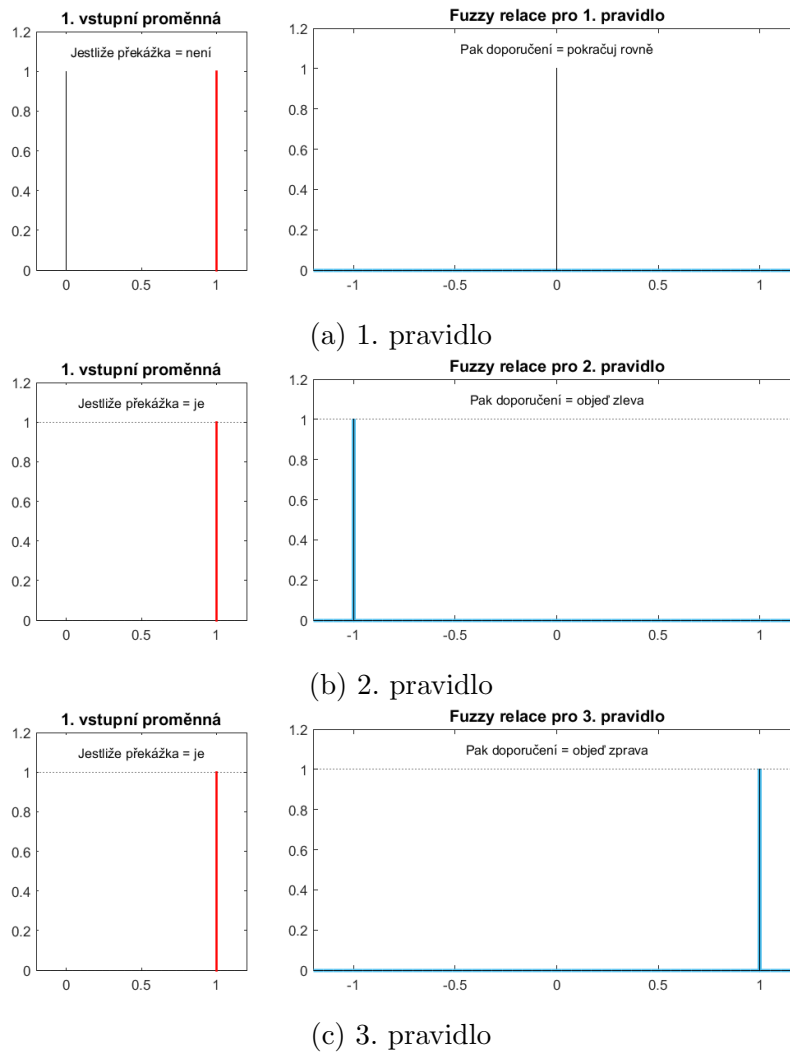 1. vstupní proměnná
Fuzzy relace pro 1. pravidlo
Jestliže překážka = není
Pak doporučení = pokračuj rovně
1.2
1
0.8
0.6
0.4
0.2
0
0 0.5 1
1.2
1
0.8
0.6
0.4
0.2
0
-1 -0.5 0 0.5 1
(a) 1. pravidlo
1. vstupní proměnná
Fuzzy relace pro 2. pravidlo
Jestliže překážka = je
Pak doporučení = objeď zleva
1.2
1
0.8
0.6
0.4
0.2
0
0 0.5 1
1.2
1
0.8
0.6
0.4
0.2
0
-1 -0.5 0 0.5 1
(b) 2. pravidlo
1. vstupní proměnná
Fuzzy relace pro 3. pravidlo
Jestliže překážka = je
Pak doporučení = objeď zprava
1.2
1
0.8
0.6
0.4
0.2
0
0 0.5 1
1.2
1
0.8
0.6
0.4
0.2
0
-1 -0.5 0 0.5 1
(c) 3. pravidlo